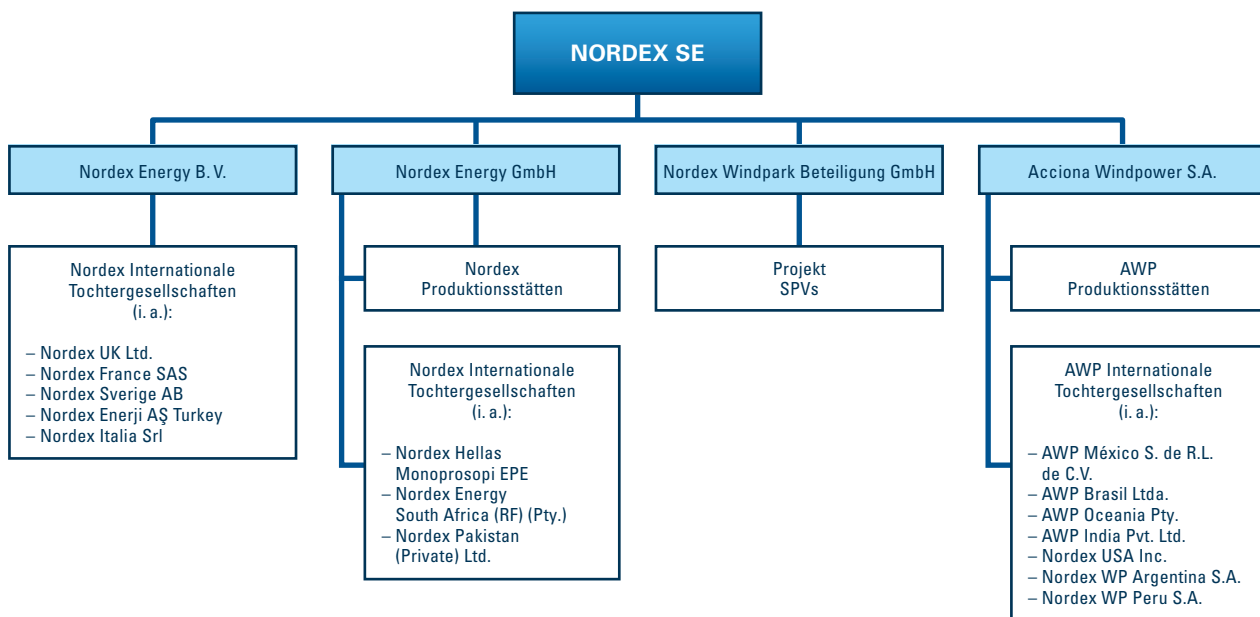 NORDEX SE
Nordex Energy B. V.
Nordex Energy GmbH
Nordex Windpark Beteiligung GmbH
Acciona Windpower S.A.
Nordex Internationale
Tochtergesellschaften
(i. a.):
– Nordex UK Ltd.
– Nordex France SAS
– Nordex Sverige AB
– Nordex Enerji AŞ Turkey
– Nordex Italia Srl
Nordex
Produktionsstätten
Nordex Internationale
Tochtergesellschaften
(i. a.):
– Nordex Hellas
Monoprosopi EPE
– Nordex Energy
South Africa (RF) (Pty.)
– Nordex Pakistan
(Private) Ltd.
Projekt
SPVs
AWP
Produktionsstätten
AWP Internationale
Tochtergesellschaften
(i. a.):
– AWP México S. de R.L.
de C.V.
– AWP Brasil Ltda.
– AWP Oceania Pty.
– AWP India Pvt. Ltd.
– Nordex USA Inc.
– Nordex WP Argentina S.A.
– Nordex WP Peru S.A.